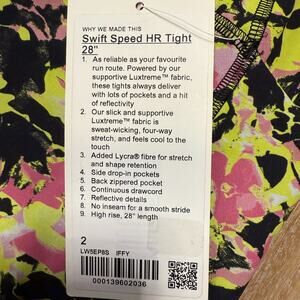 WHY WE MADE THIS
Swift Speed HR Tight
28"
1. As reliable as your favourite
run route. Powered by our
supportive Luxtreme™ fabric,
these tights always deliver
with lots of pockets and a hit
of reflectivity
2. Our slick and supportive
Luxtreme™ fabric is
sweat-wicking, four-way
stretch, and feels cool to the
touch
3. Added Lycra® fibre for stretch
and shape retention
4. Side drop-in pockets
5. Back zippered pocket
6. Continuous drawcord
7. Reflective details
8. No inseam for a smooth stride
9. High rise, 28" length
2
LW5EP8S IFFY
000139602036